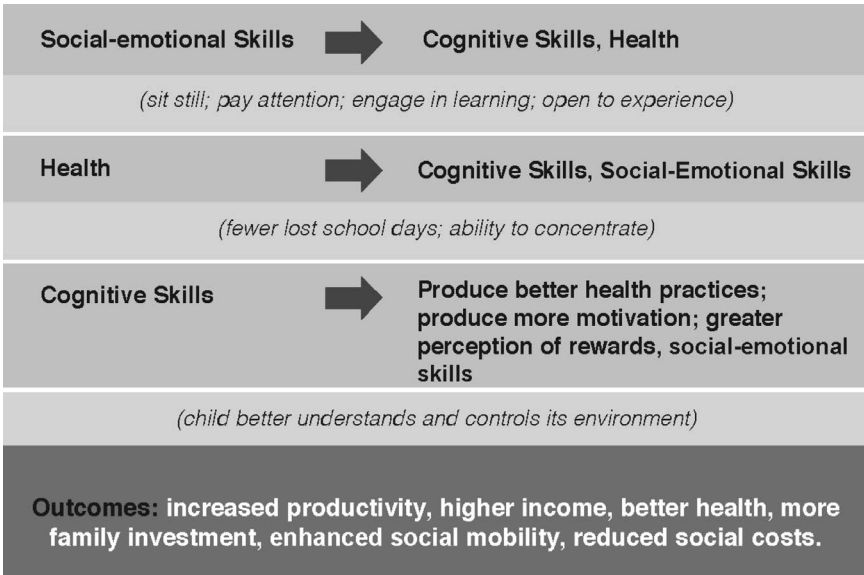 Social-emotional Skills
Cognitive Skills, Health
(sit still; pay attention; engage in learning; open to experience)
Health
Cognitive Skills, Social-Emotional Skills
(fewer lost school days; ability to concentrate)
Cognitive Skills
Produce better health practices;
produce more motivation; greater
perception of rewards, social-emotional
skills
(child better understands and controls its environment)
Outcomes: increased productivity, higher income, better health, more
family investment, enhanced social mobility, reduced social costs.